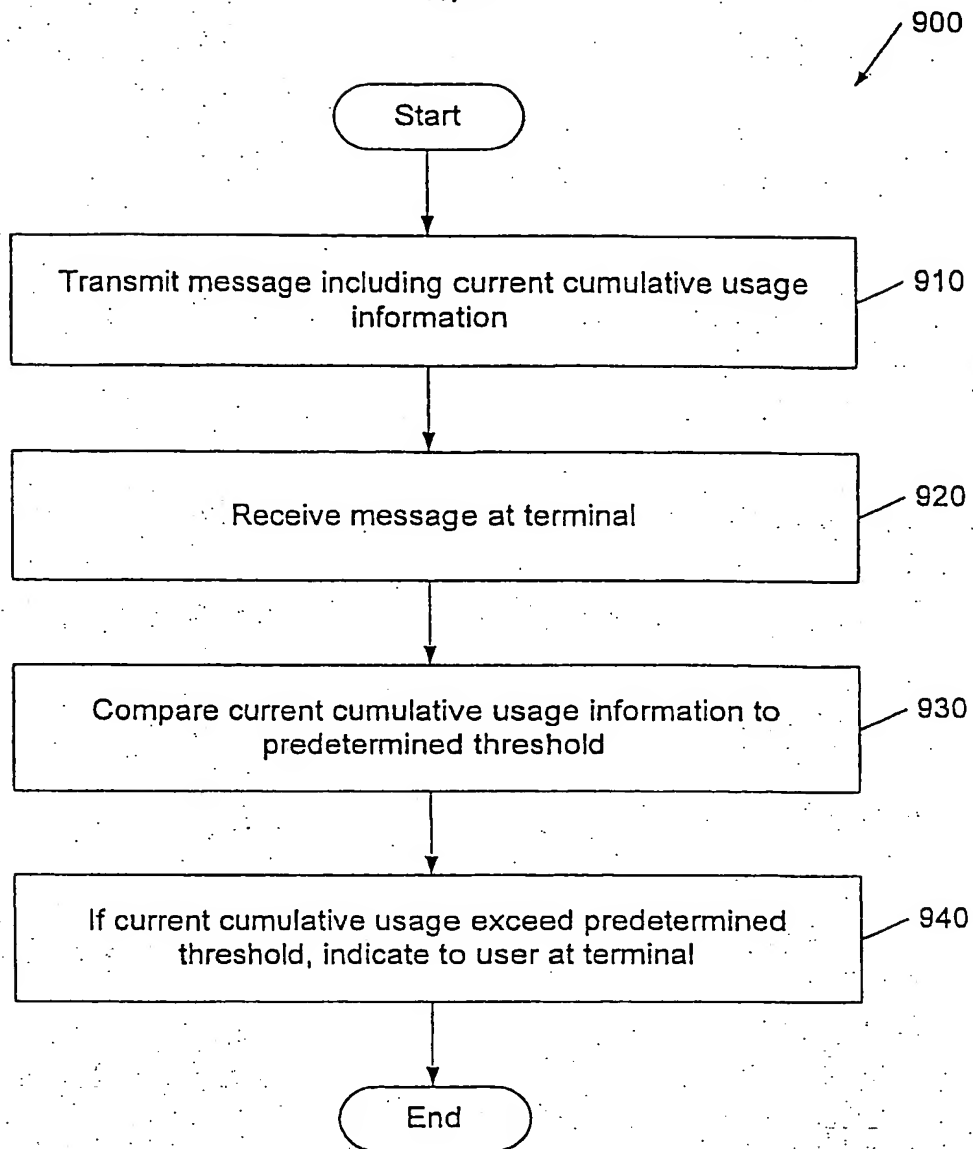 900
Start
Transmit message including current cumulative usage
information
910
Receive message at terminal
920
Compare current cumulative usage information to
predetermined threshold
930
If current cumulative usage exceed predetermined
threshold, indicate to user at terminal
940
End